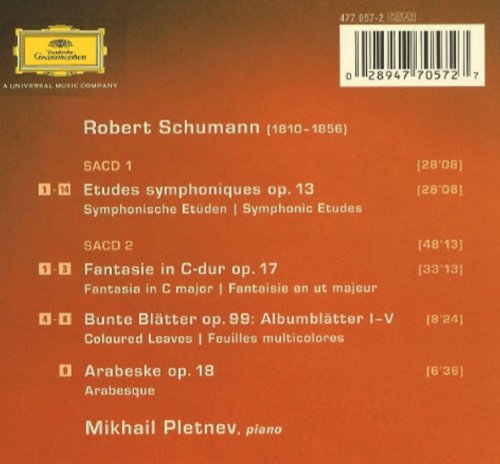 Deutsche
Grammophon
A UNIVERSAL MUSIC COMPANY
477 057-2 GSA2
0 28947 70572 7
Robert Schumann (1810–1856)
SACD 1 [28'08]
1 - 14 Etudes symphoniques op. 13 [28'08]
Symphonische Etüden | Symphonic Etudes
SACD 2 [48'13]
1 - 3 Fantasie in C-dur op. 17 [33'13]
Fantasia in C major | Fantaisie en ut majeur
4 - 8 Bunte Blätter op. 99: Albumblätter I–V [8'24]
Coloured Leaves | Feuilles multicolores
9 Arabeske op. 18 [6'36]
Arabesque
Mikhail Pletnev, piano